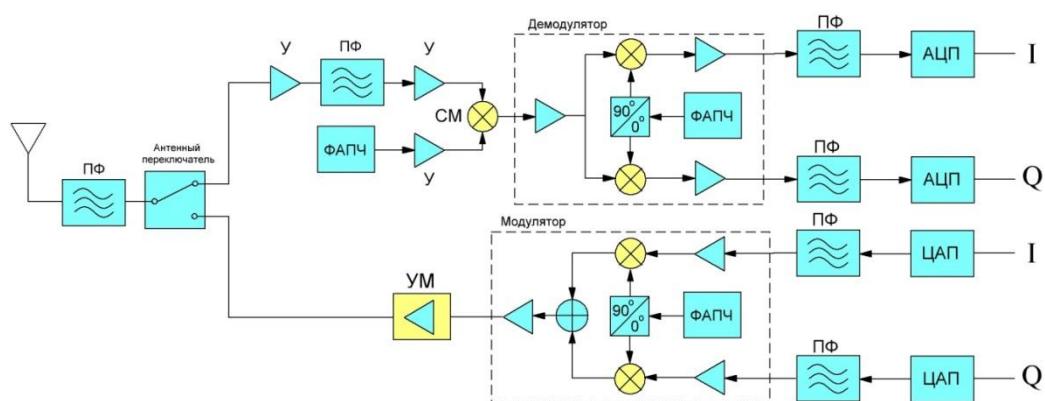 Демодулятор
ПФ
АЦП
I
У
ПФ
У
СМ
ФАПЧ
У
90°
0°
ФАПЧ
ПФ
АЦП
Q
ПФ
Антенный
переключатель
Модулятор
ПФ
ЦАП
I
УМ
90°
0°
ФАПЧ
ПФ
ЦАП
Q